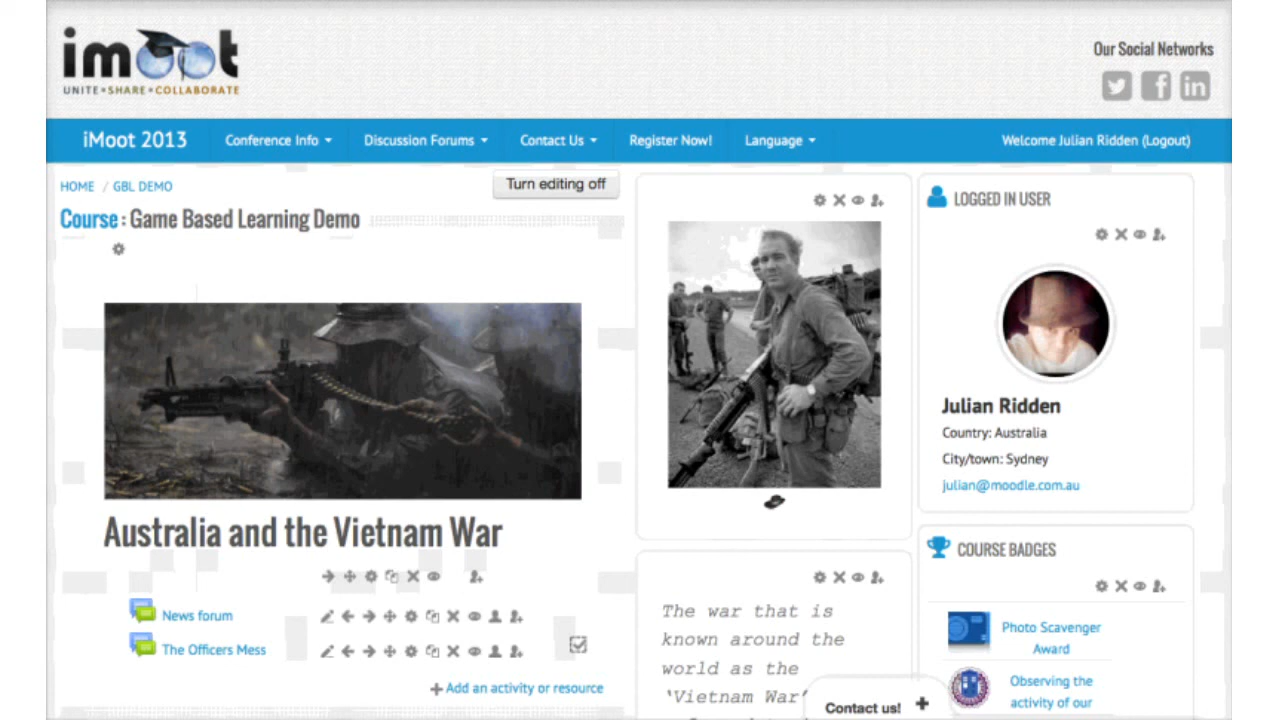 imoot
UNITE•SHARE•COLLABORATE
Our Social Networks
iMoot 2013
Conference Info
Discussion Forums
Contact Us
Register Now!
Language
Welcome Julian Ridden (Logout)
HOME / GBL DEMO
Turn editing off
Course : Game Based Learning Demo
Australia and the Vietnam War
News forum
The Officers Mess
Add an activity or resource
The war that is
known around the
world as the
'Vietnam War'
LOGGED IN USER
Julian Ridden
Country: Australia
City/town: Sydney
julian@moodle.com.au
COURSE BADGES
Photo Scavenger
Award
Observing the
activity of our
Contact us!